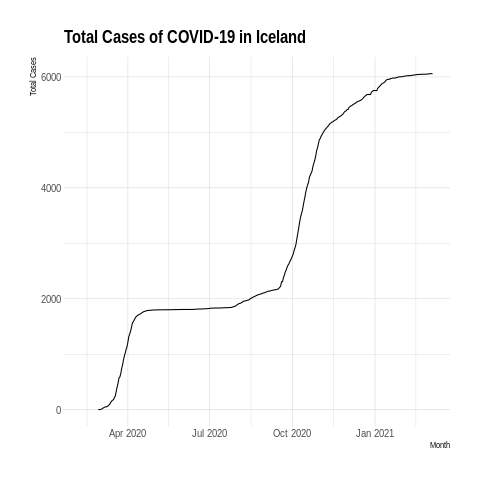 Total Cases of COVID-19 in Iceland
Total Cases
6000
4000
2000
0
Apr 2020 Jul 2020 Oct 2020 Jan 2021
Month